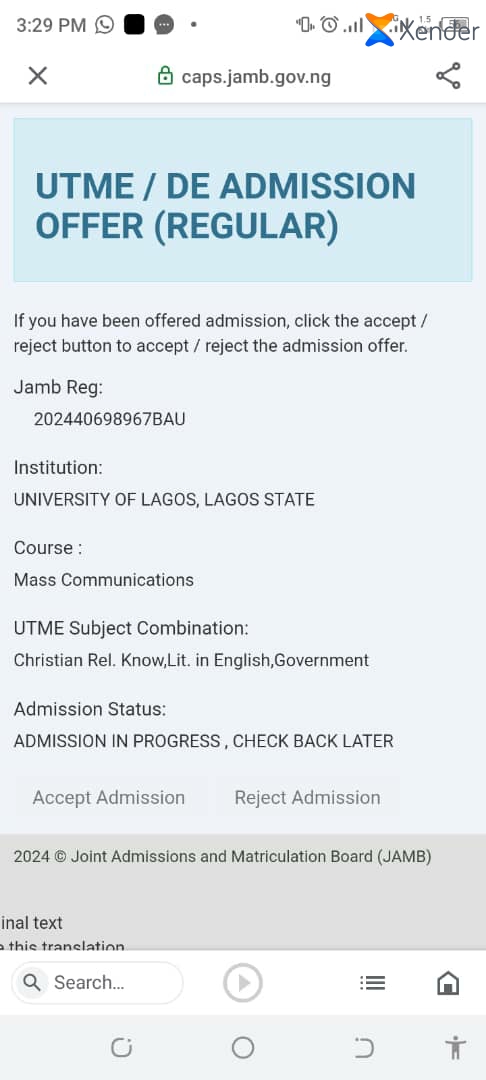 3:29 PM
Xender
1.5
caps.jamb.gov.ng
UTME / DE ADMISSION
OFFER (REGULAR)
If you have been offered admission, click the accept /
reject button to accept / reject the admission offer.
Jamb Reg:
202440698967BAU
Institution:
UNIVERSITY OF LAGOS, LAGOS STATE
Course :
Mass Communications
UTME Subject Combination:
Christian Rel. Know,Lit. in English,Government
Admission Status:
ADMISSION IN PROGRESS , CHECK BACK LATER
Accept Admission Reject Admission
2024 © Joint Admissions and Matriculation Board (JAMB)
inal text
this translation
Search...